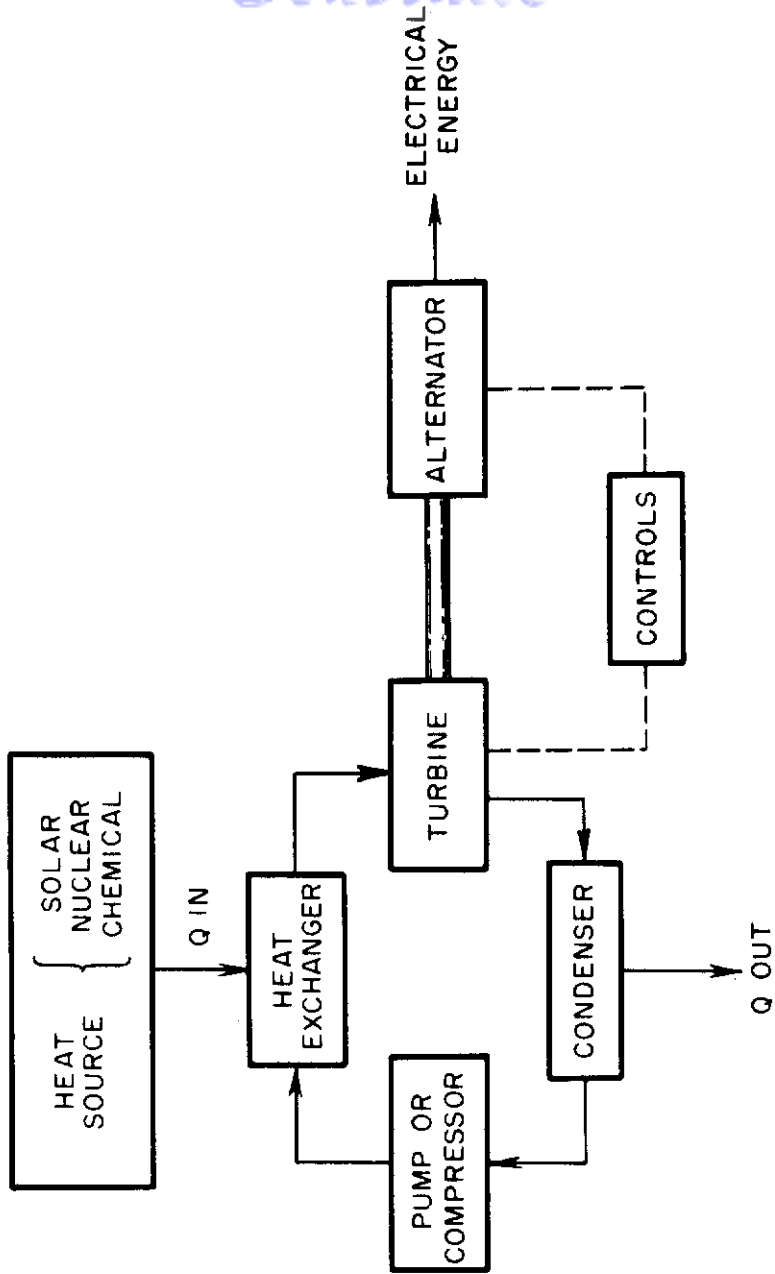 HEAT
SOURCE
SOLAR
NUCLEAR
CHEMICAL
Q IN
HEAT
EXCHANGER
PUMP OR
COMPRESSOR
TURBINE
ALTERNATOR
ELECTRICAL
ENERGY
CONDENSER
CONTROLS
Q OUT